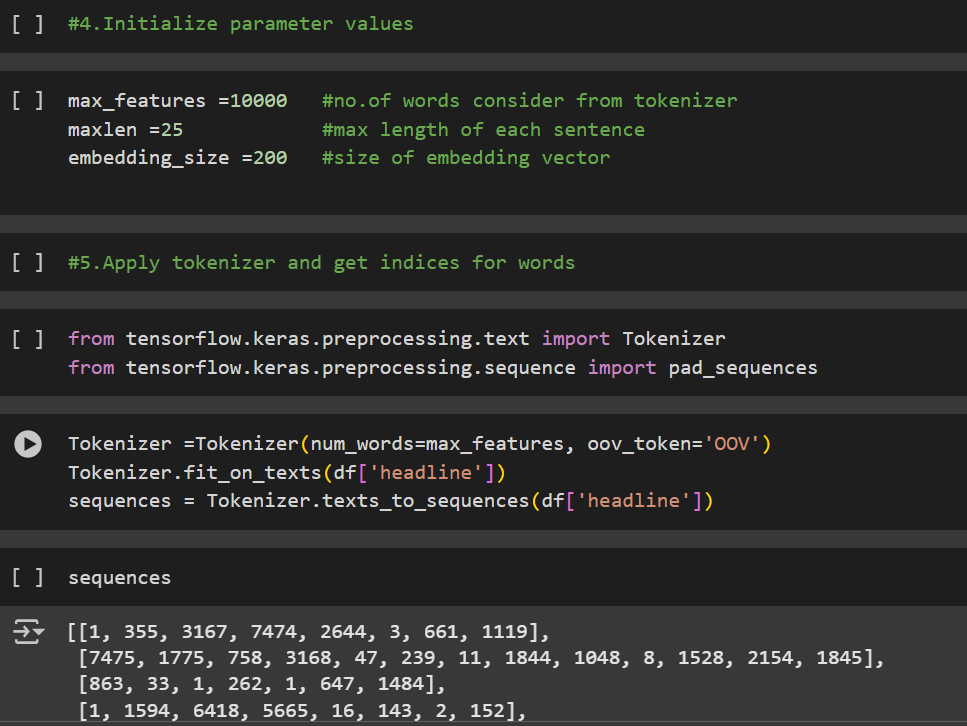 [ ] #4.Initialize parameter values
[ ] max_features =10000   #no.of words consider from tokenizer
maxlen =25             #max length of each sentence
embedding_size =200   #size of embedding vector
[ ] #5.Apply tokenizer and get indices for words
[ ] from tensorflow.keras.preprocessing.text import Tokenizer
from tensorflow.keras.preprocessing.sequence import pad_sequences
Tokenizer =Tokenizer(num_words=max_features, oov_token='OOV')
Tokenizer.fit_on_texts(df['headline'])
sequences = Tokenizer.texts_to_sequences(df['headline'])
[ ] sequences
[[1, 355, 3167, 7474, 2644, 3, 661, 1119],
[7475, 1775, 758, 3168, 47, 239, 11, 1844, 1048, 8, 1528, 2154, 1845],
[863, 33, 1, 262, 1, 647, 1484],
[1, 1594, 6418, 5665, 16, 143, 2, 152],